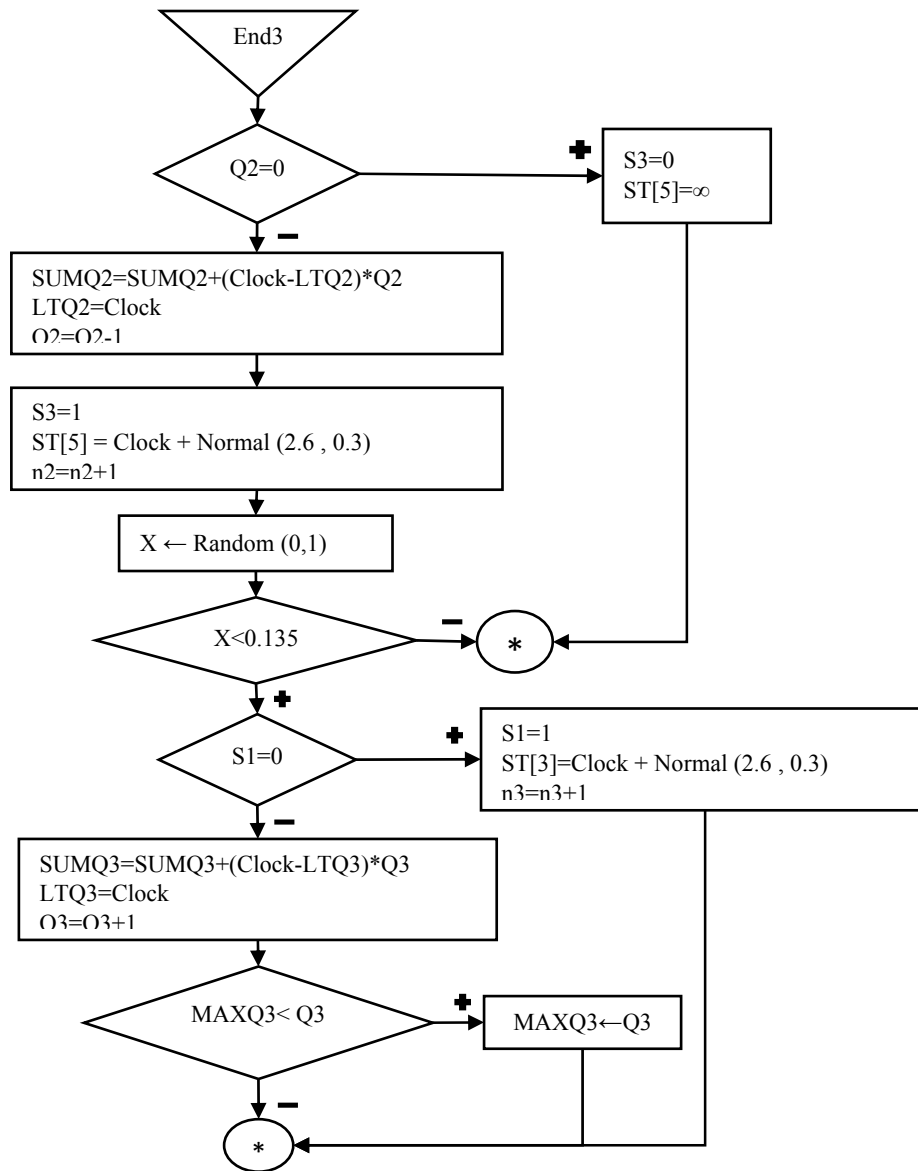 End3
Q2=0
+
S3=0
ST[5]=∞
–
SUMQ2=SUMQ2+(Clock-LTQ2)*Q2
LTQ2=Clock
Q2=Q2-1
S3=1
ST[5] = Clock + Normal (2.6 , 0.3)
n2=n2+1
X ← Random (0,1)
X<0.135
–
*
+
S1=0
+
S1=1
ST[3]=Clock + Normal (2.6 , 0.3)
n3=n3+1
–
SUMQ3=SUMQ3+(Clock-LTQ3)*Q3
LTQ3=Clock
Q3=Q3+1
MAXQ3< Q3
+
MAXQ3←Q3
–
*